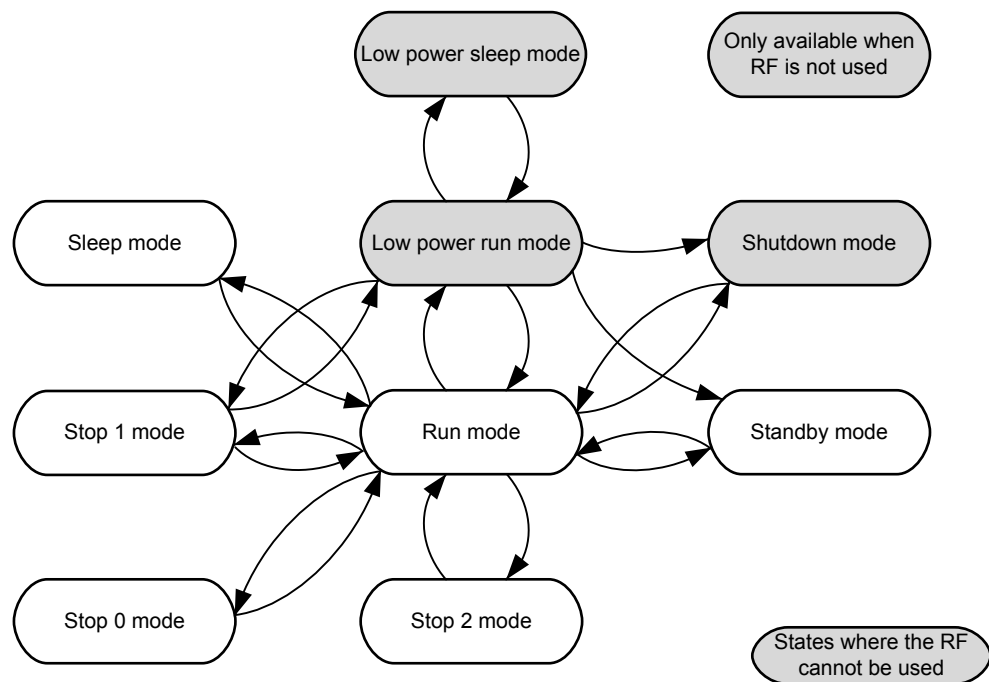 Low power sleep mode
Only available when
RF is not used
Sleep mode
Low power run mode
Shutdown mode
Stop 1 mode
Run mode
Standby mode
Stop 0 mode
Stop 2 mode
States where the RF
cannot be used